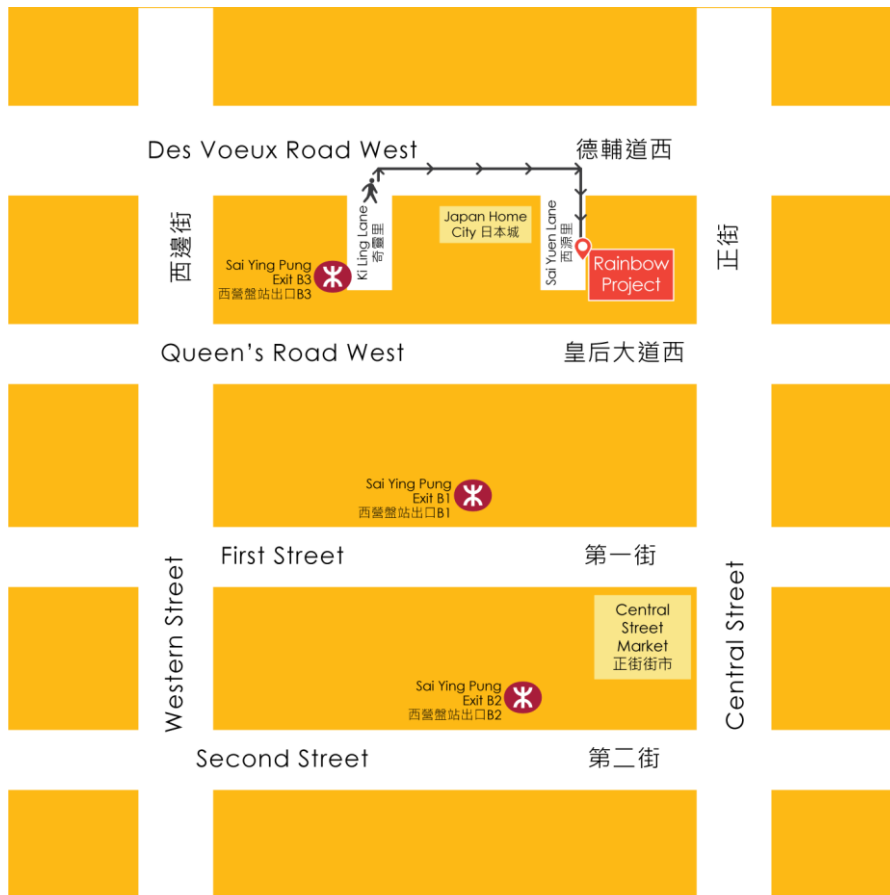 Des Voeux Road West
德輔道西
西邊街
Ki Ling Lane
奇靈里
Japan Home
City 日本城
Sai Yuen Lane
西源里
正街
Sai Ying Pung
Exit B3
西營盤站出口B3
Rainbow
Project
Queen's Road West
皇后大道西
Sai Ying Pung
Exit B1
西營盤站出口B1
First Street
第一街
Western Street
Central
Street
Market
正街街市
Central Street
Sai Ying Pung
Exit B2
西營盤站出口B2
Second Street
第二街